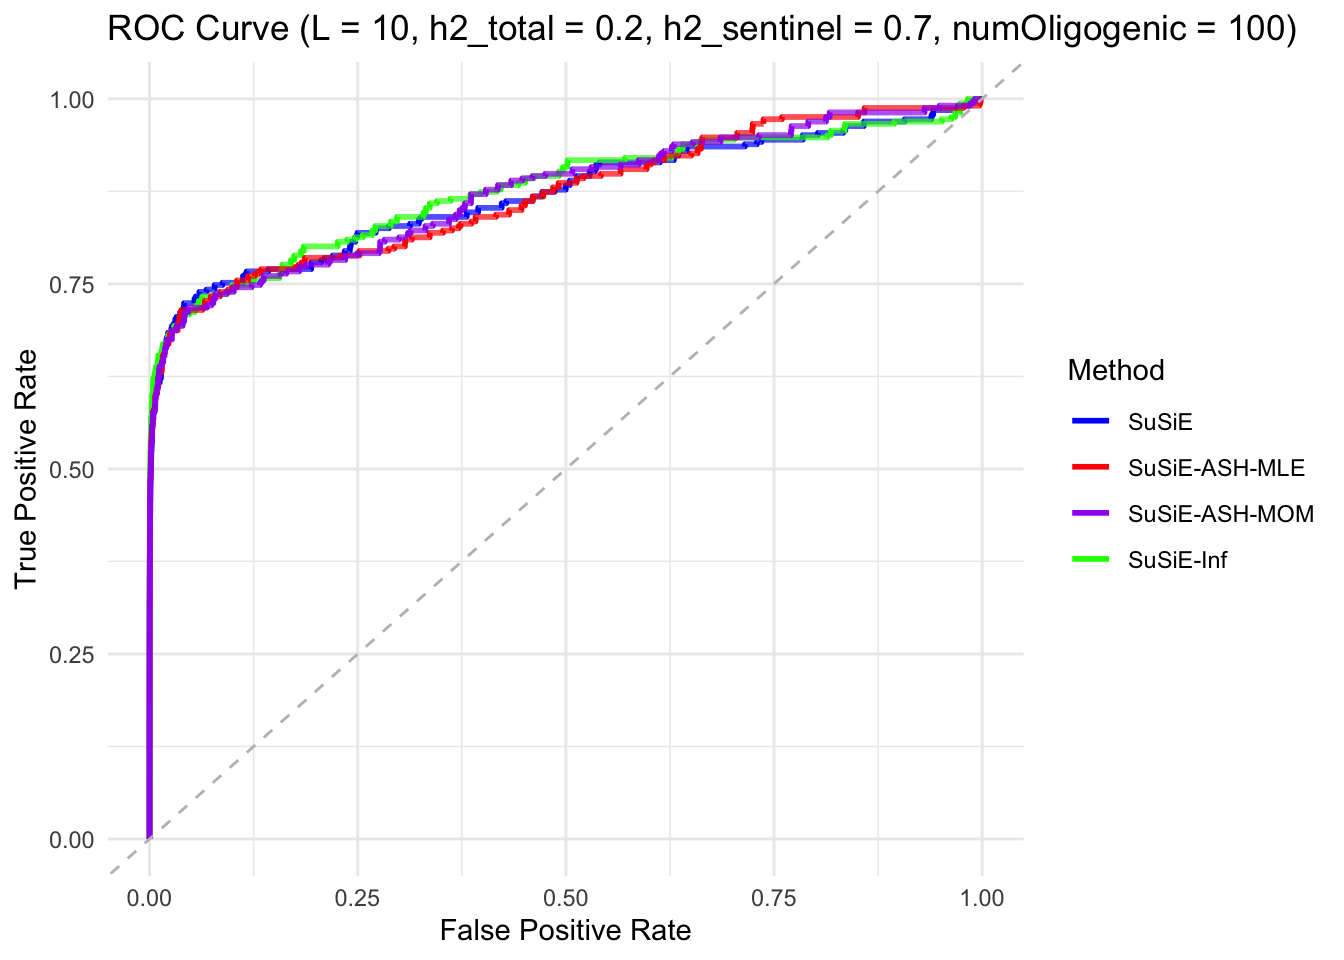 ROC Curve (L = 10, h2_total = 0.2, h2_sentinel = 0.7, numOligogenic = 100)
1.00
0.75
0.50
0.25
0.00
True Positive Rate
0.00 0.25 0.50 0.75 1.00
False Positive Rate
Method
SuSiE
SuSiE-ASH-MLE
SuSiE-ASH-MOM
SuSiE-Inf